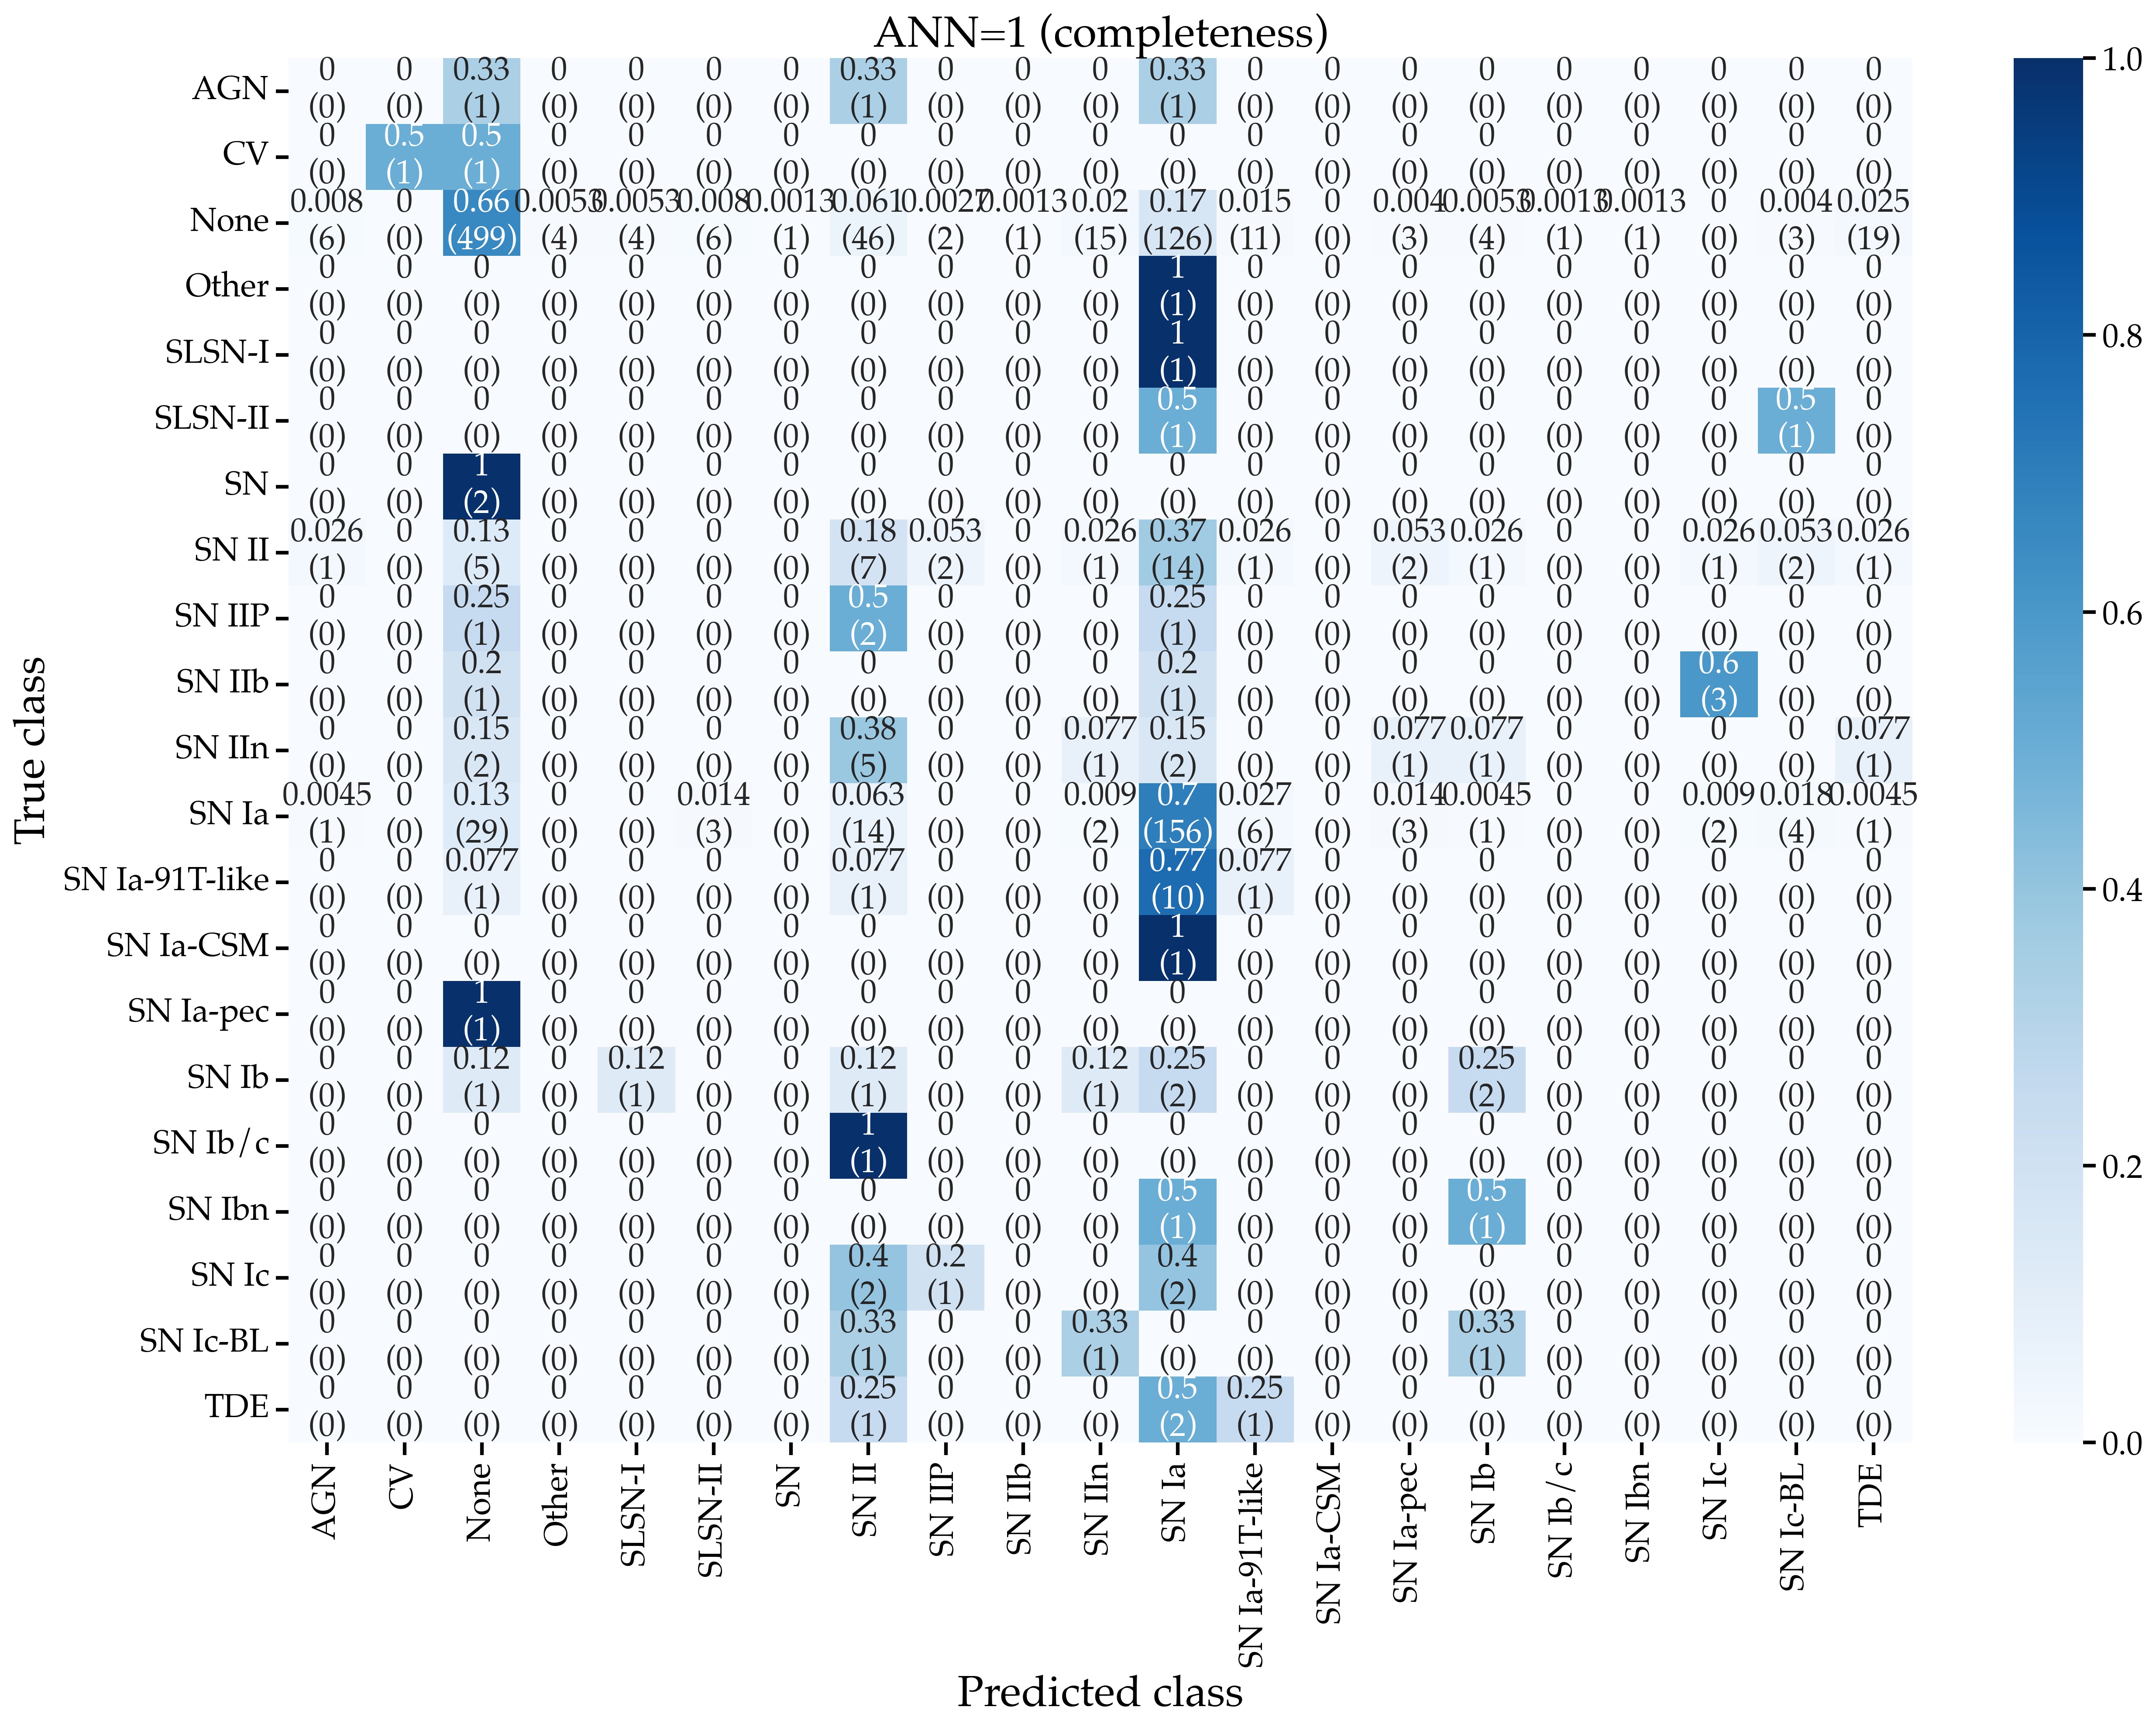 ANN=1 (completeness)
True class
AGN 0 0 0.33 0 0 0 0 0.33 0 0 0 0.33 0 0 0 0 0 0 0 0 0
(0) (0) (1) (0) (0) (0) (0) (1) (0) (0) (0) (1) (0) (0) (0) (0) (0) (0) (0) (0) (0)
CV 0 0.5 0.5 0 0 0 0 0 0 0 0 0 0 0 0 0 0 0 0 0 0
(0) (1) (1) (0) (0) (0) (0) (0) (0) (0) (0) (0) (0) (0) (0) (0) (0) (0) (0) (0) (0)
None 0.008 0 0.66 0.0053 0.0053 0.008 0.0013 0.061 0.0027 0.0013 0.02 0.17 0.015 0 0.004 0.0053 0.0013 0.0013 0 0.004 0.025
(6) (0) (499) (4) (4) (6) (1) (46) (2) (1) (15) (126) (11) (0) (3) (4) (1) (1) (0) (3) (19)
Other 0 0 0 0 0 0 0 0 0 0 0 1 0 0 0 0 0 0 0 0 0
(0) (0) (0) (0) (0) (0) (0) (0) (0) (0) (0) (1) (0) (0) (0) (0) (0) (0) (0) (0) (0)
SLSN-I 0 0 0 0 0 0 0 0 0 0 0 1 0 0 0 0 0 0 0 0 0
(0) (0) (0) (0) (0) (0) (0) (0) (0) (0) (0) (1) (0) (0) (0) (0) (0) (0) (0) (0) (0)
SLSN-II 0 0 0 0 0 0 0 0 0 0 0 0.5 0 0 0 0 0 0 0 0.5 0
(0) (0) (0) (0) (0) (0) (0) (0) (0) (0) (0) (1) (0) (0) (0) (0) (0) (0) (0) (1) (0)
SN 0 0 1 0 0 0 0 0 0 0 0 0 0 0 0 0 0 0 0 0 0
(0) (0) (2) (0) (0) (0) (0) (0) (0) (0) (0) (0) (0) (0) (0) (0) (0) (0) (0) (0) (0)
SN II 0.026 0 0.13 0 0 0 0 0.18 0.053 0 0.026 0.37 0.026 0 0.053 0.026 0 0 0.026 0.053 0.026
(1) (0) (5) (0) (0) (0) (0) (7) (2) (0) (1) (14) (1) (0) (2) (1) (0) (0) (1) (2) (1)
SN IIP 0 0 0.25 0 0 0 0 0.5 0 0 0 0.25 0 0 0 0 0 0 0 0 0
(0) (0) (1) (0) (0) (0) (0) (2) (0) (0) (0) (1) (0) (0) (0) (0) (0) (0) (0) (0) (0)
SN IIb 0 0 0.2 0 0 0 0 0 0 0 0 0.2 0 0 0 0 0 0 0.6 0 0
(0) (0) (1) (0) (0) (0) (0) (0) (0) (0) (0) (1) (0) (0) (0) (0) (0) (0) (3) (0) (0)
SN IIn 0 0 0.15 0 0 0 0 0.38 0 0 0.077 0.15 0 0 0.077 0.077 0 0 0 0 0.077
(0) (0) (2) (0) (0) (0) (0) (5) (0) (0) (1) (2) (0) (0) (1) (1) (0) (0) (0) (0) (1)
SN Ia 0.0045 0 0.13 0 0 0.014 0 0.063 0 0 0.009 0.7 0.027 0 0.014 0.0045 0 0 0.009 0.018 0.0045
(1) (0) (29) (0) (0) (3) (0) (14) (0) (0) (2) (156) (6) (0) (3) (1) (0) (0) (2) (4) (1)
SN Ia-91T-like 0 0 0.077 0 0 0 0 0.077 0 0 0 0.77 0.077 0 0 0 0 0 0 0 0
(0) (0) (1) (0) (0) (0) (0) (1) (0) (0) (0) (10) (1) (0) (0) (0) (0) (0) (0) (0) (0)
SN Ia-CSM 0 0 0 0 0 0 0 0 0 0 0 1 0 0 0 0 0 0 0 0 0
(0) (0) (0) (0) (0) (0) (0) (0) (0) (0) (0) (1) (0) (0) (0) (0) (0) (0) (0) (0) (0)
SN Ia-pec 0 0 1 0 0 0 0 0 0 0 0 0 0 0 0 0 0 0 0 0 0
(0) (0) (1) (0) (0) (0) (0) (0) (0) (0) (0) (0) (0) (0) (0) (0) (0) (0) (0) (0) (0)
SN Ib 0 0 0.12 0 0.12 0 0 0.12 0 0 0.12 0.25 0 0 0 0.25 0 0 0 0 0
(0) (0) (1) (0) (1) (0) (0) (1) (0) (0) (1) (2) (0) (0) (0) (2) (0) (0) (0) (0) (0)
SN Ib/c 0 0 0 0 0 0 0 1 0 0 0 0 0 0 0 0 0 0 0 0 0
(0) (0) (0) (0) (0) (0) (0) (1) (0) (0) (0) (0) (0) (0) (0) (0) (0) (0) (0) (0) (0)
SN Ibn 0 0 0 0 0 0 0 0 0 0 0 0.5 0 0 0 0.5 0 0 0 0 0
(0) (0) (0) (0) (0) (0) (0) (0) (0) (0) (0) (1) (0) (0) (0) (1) (0) (0) (0) (0) (0)
SN Ic 0 0 0 0 0 0 0 0.4 0.2 0 0 0.4 0 0 0 0 0 0 0 0 0
(0) (0) (0) (0) (0) (0) (0) (2) (1) (0) (0) (2) (0) (0) (0) (0) (0) (0) (0) (0) (0)
SN Ic-BL 0 0 0 0 0 0 0 0.33 0 0 0.33 0 0 0 0 0.33 0 0 0 0 0
(0) (0) (0) (0) (0) (0) (0) (1) (0) (0) (1) (0) (0) (0) (0) (1) (0) (0) (0) (0) (0)
TDE 0 0 0 0 0 0 0 0.25 0 0 0 0.5 0.25 0 0 0 0 0 0 0 0
(0) (0) (0) (0) (0) (0) (0) (1) (0) (0) (0) (2) (1) (0) (0) (0) (0) (0) (0) (0) (0)
AGN CV None Other SLSN-I SLSN-II SN SN II SN IIP SN IIb SN IIn SN Ia SN Ia-91T-like SN Ia-CSM SN Ia-pec SN Ib SN Ib/c SN Ibn SN Ic SN Ic-BL TDE
Predicted class
1.0
0.8
0.6
0.4
0.2
0.0